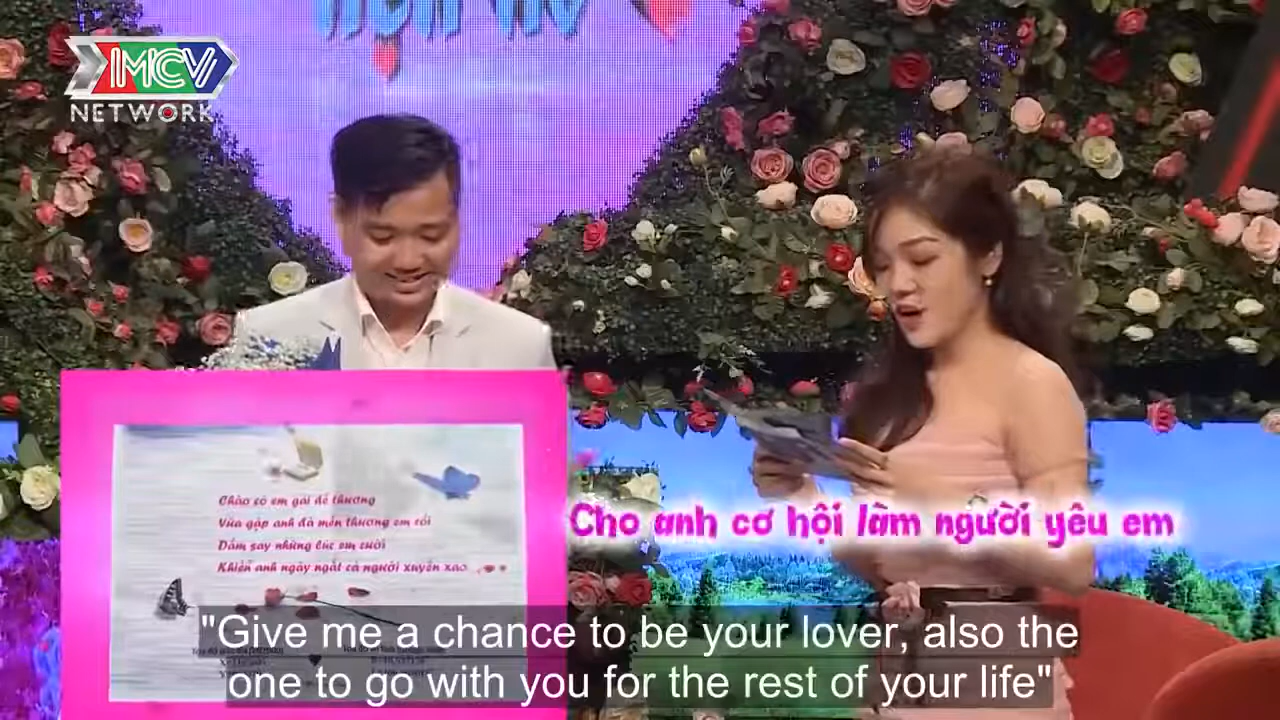 HẸN HÒ
MCV
NETWORK
Chào cô em gái dễ thương
Vừa gặp anh đã mến thương em rồi
Đắm say những lúc em cười
Khiến anh ngây ngất cả người xuyến xao
Cho anh cơ hội làm người yêu em
"Give me a chance to be your lover, also the
one to go with you for the rest of your life"